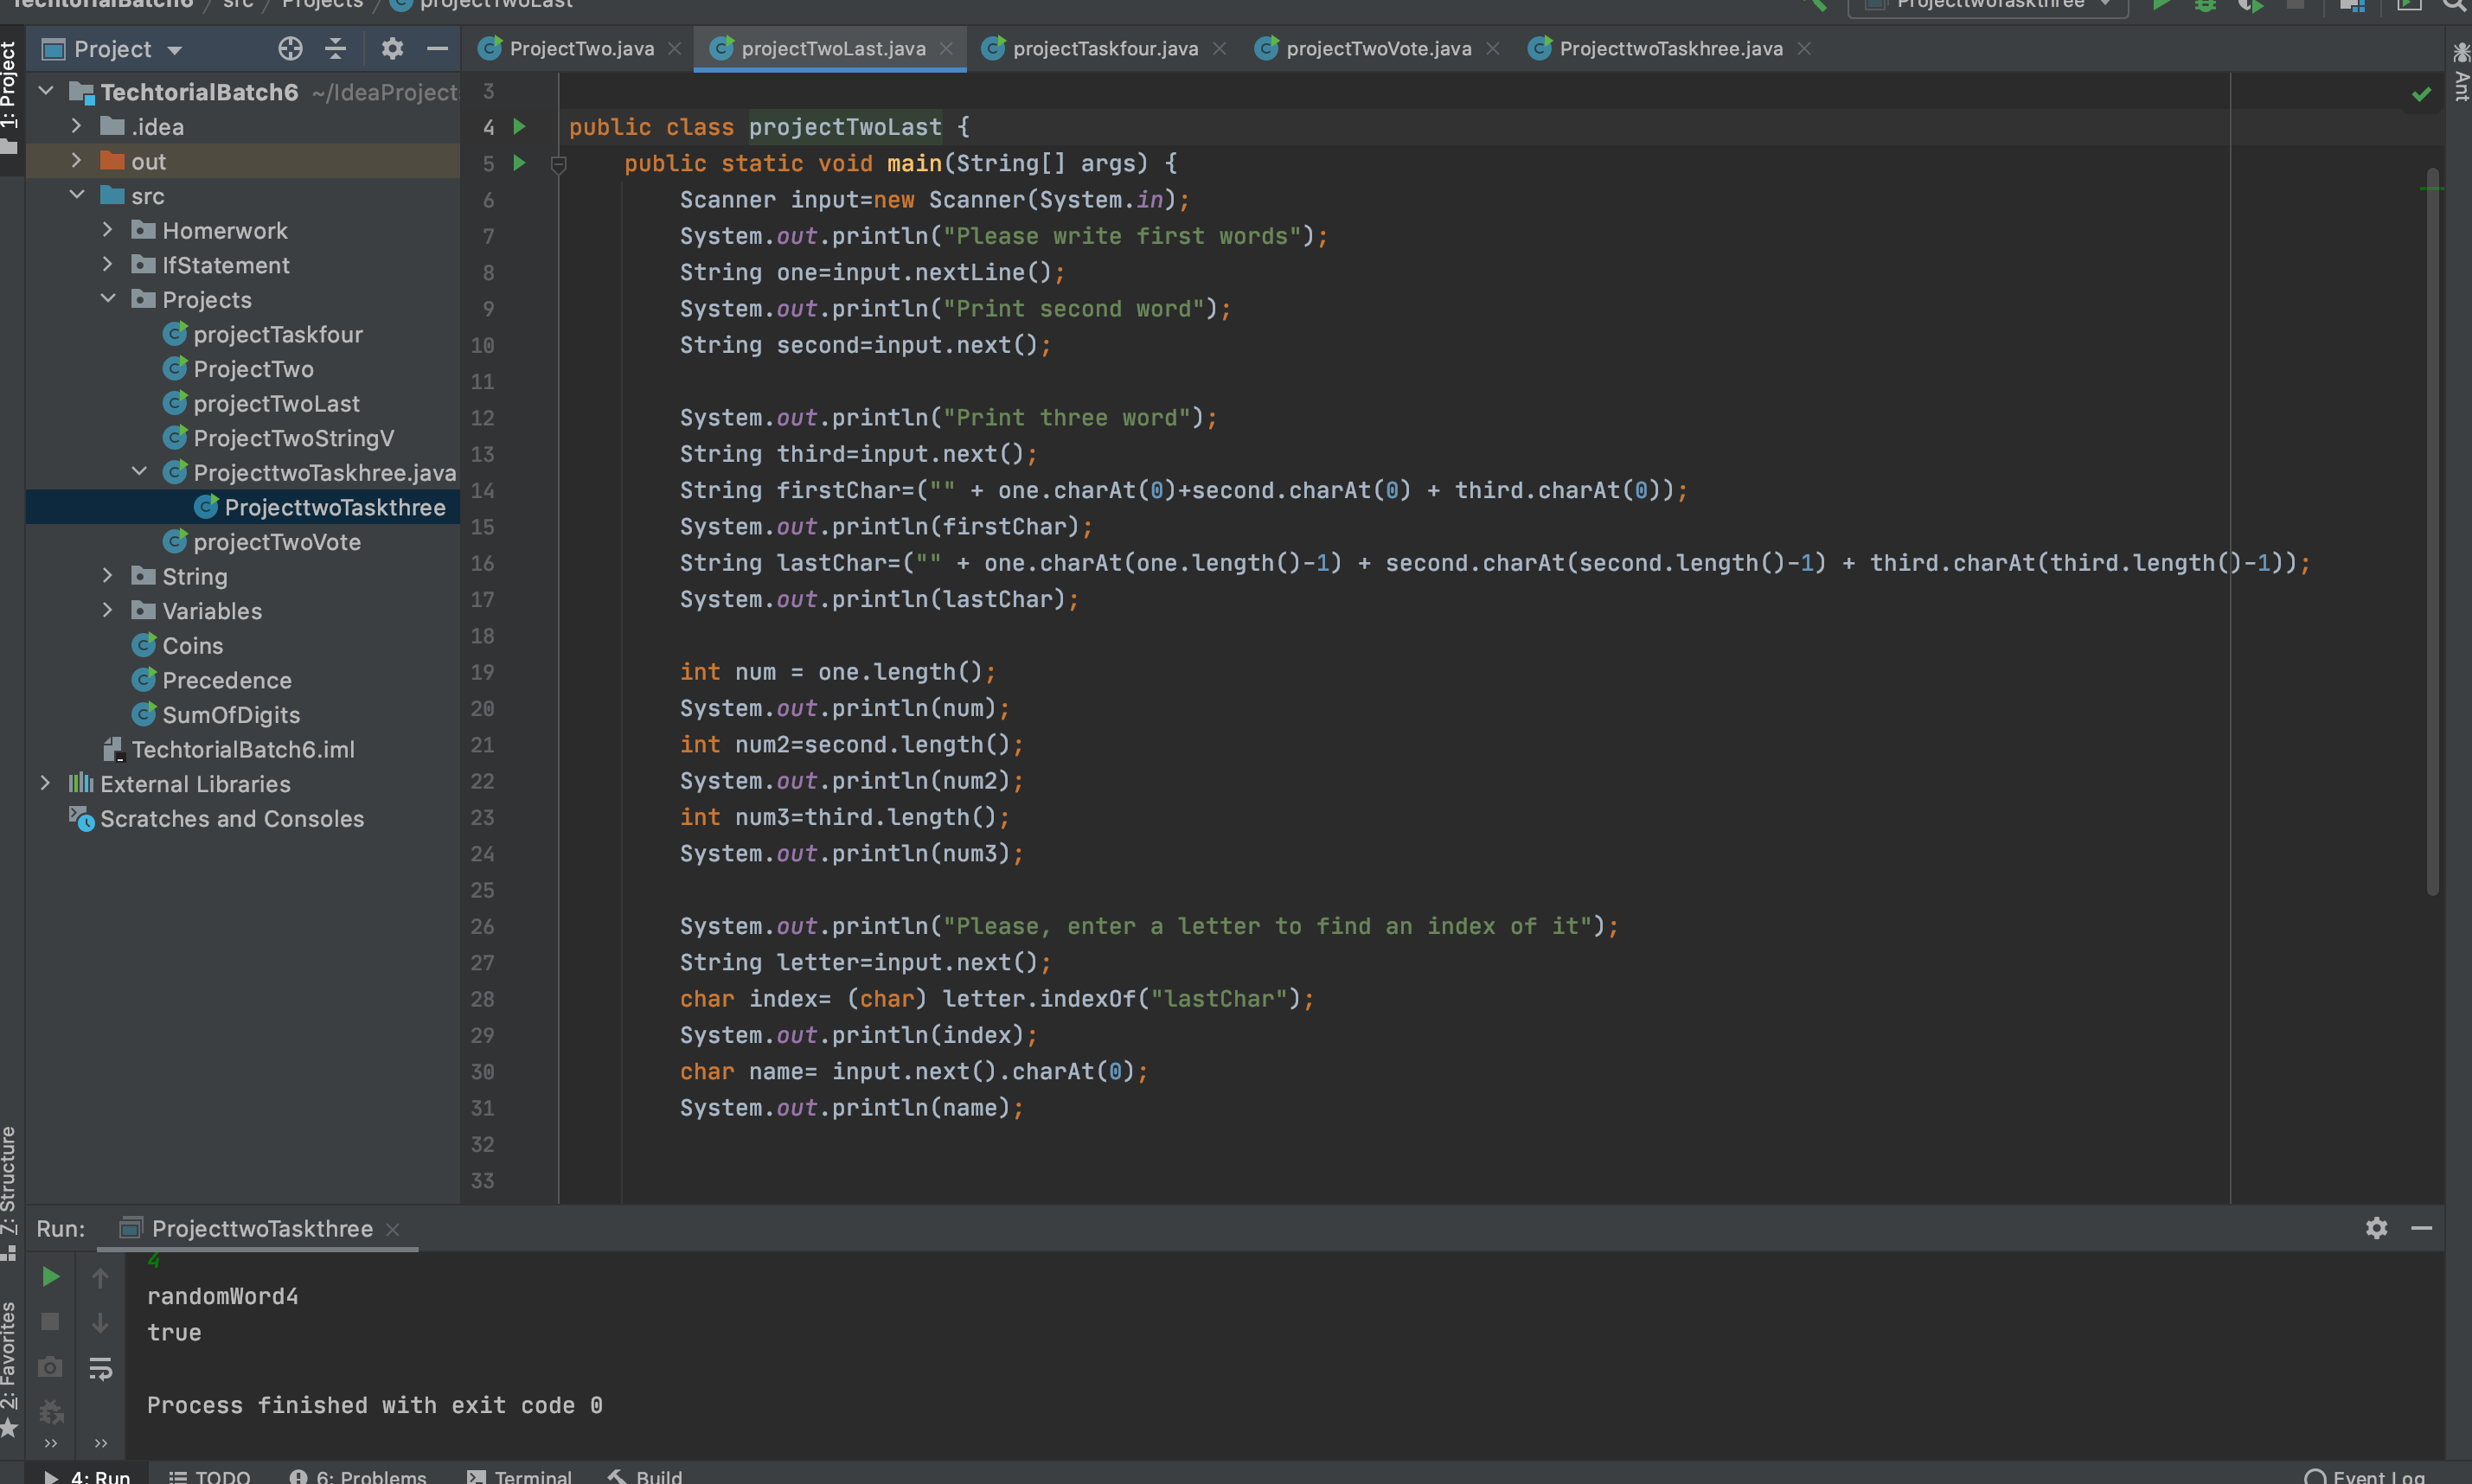 TechtorialBatch6 / src / Projects / projectTwoLast
ProjecttwoTaskthree
Project
ProjectTwo.java
projectTwoLast.java
projectTaskfour.java
projectTwoVote.java
ProjecttwoTaskhree.java
1: Project
Ant
TechtorialBatch6 ~/IdeaProject
.idea
out
src
Homerwork
IfStatement
Projects
projectTaskfour
ProjectTwo
projectTwoLast
ProjectTwoStringV
ProjecttwoTaskhree.java
ProjecttwoTaskthree
projectTwoVote
String
Variables
Coins
Precedence
SumOfDigits
TechtorialBatch6.iml
External Libraries
Scratches and Consoles
7: Structure
2: Favorites
3
4 public class projectTwoLast {
5 public static void main(String[] args) {
6 Scanner input=new Scanner(System.in);
7 System.out.println("Please write first words");
8 String one=input.nextLine();
9 System.out.println("Print second word");
10 String second=input.next();
11
12 System.out.println("Print three word");
13 String third=input.next();
14 String firstChar=("" + one.charAt(0)+second.charAt(0) + third.charAt(0));
15 System.out.println(firstChar);
16 String lastChar=("" + one.charAt(one.length()-1) + second.charAt(second.length()-1) + third.charAt(third.length()-1));
17 System.out.println(lastChar);
18
19 int num = one.length();
20 System.out.println(num);
21 int num2=second.length();
22 System.out.println(num2);
23 int num3=third.length();
24 System.out.println(num3);
25
26 System.out.println("Please, enter a letter to find an index of it");
27 String letter=input.next();
28 char index= (char) letter.indexOf("lastChar");
29 System.out.println(index);
30 char name= input.next().charAt(0);
31 System.out.println(name);
32
33
Run: ProjecttwoTaskthree
4
randomWord4
true
Process finished with exit code 0
4: Run
TODO
6: Problems
Terminal
Build
Event Log